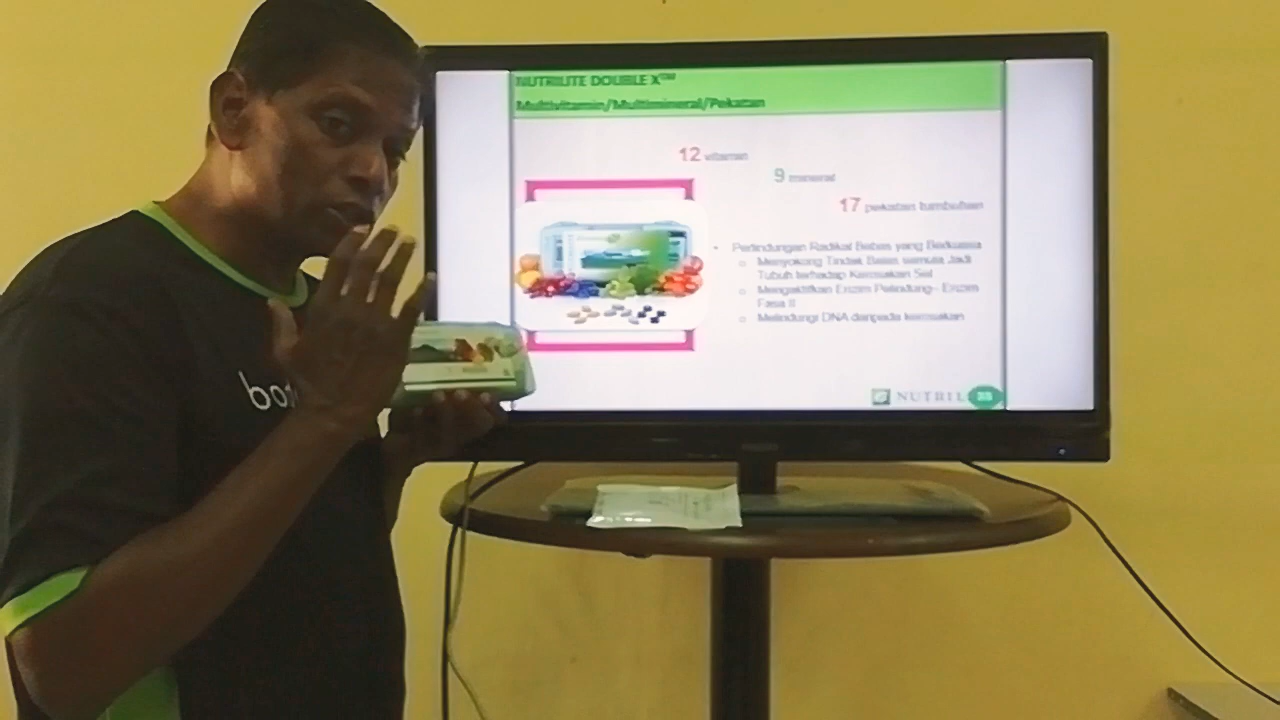 NUTRILITE DOUBLE X™
Multivitamin/Multimineral/Pekatan
12 vitamin
9 mineral
17 pekatan tumbuhan
• Perlindungan Radikal Bebas yang Berkuasa
o Menyokong Tindak Balas semula Jadi
Tubuh terhadap Kerosakan Sel
o Mengaktifkan Enzim Pelindung- Enzim
Fasa II
o Melindungi DNA daripada kerosakan
NUTRIL
bo